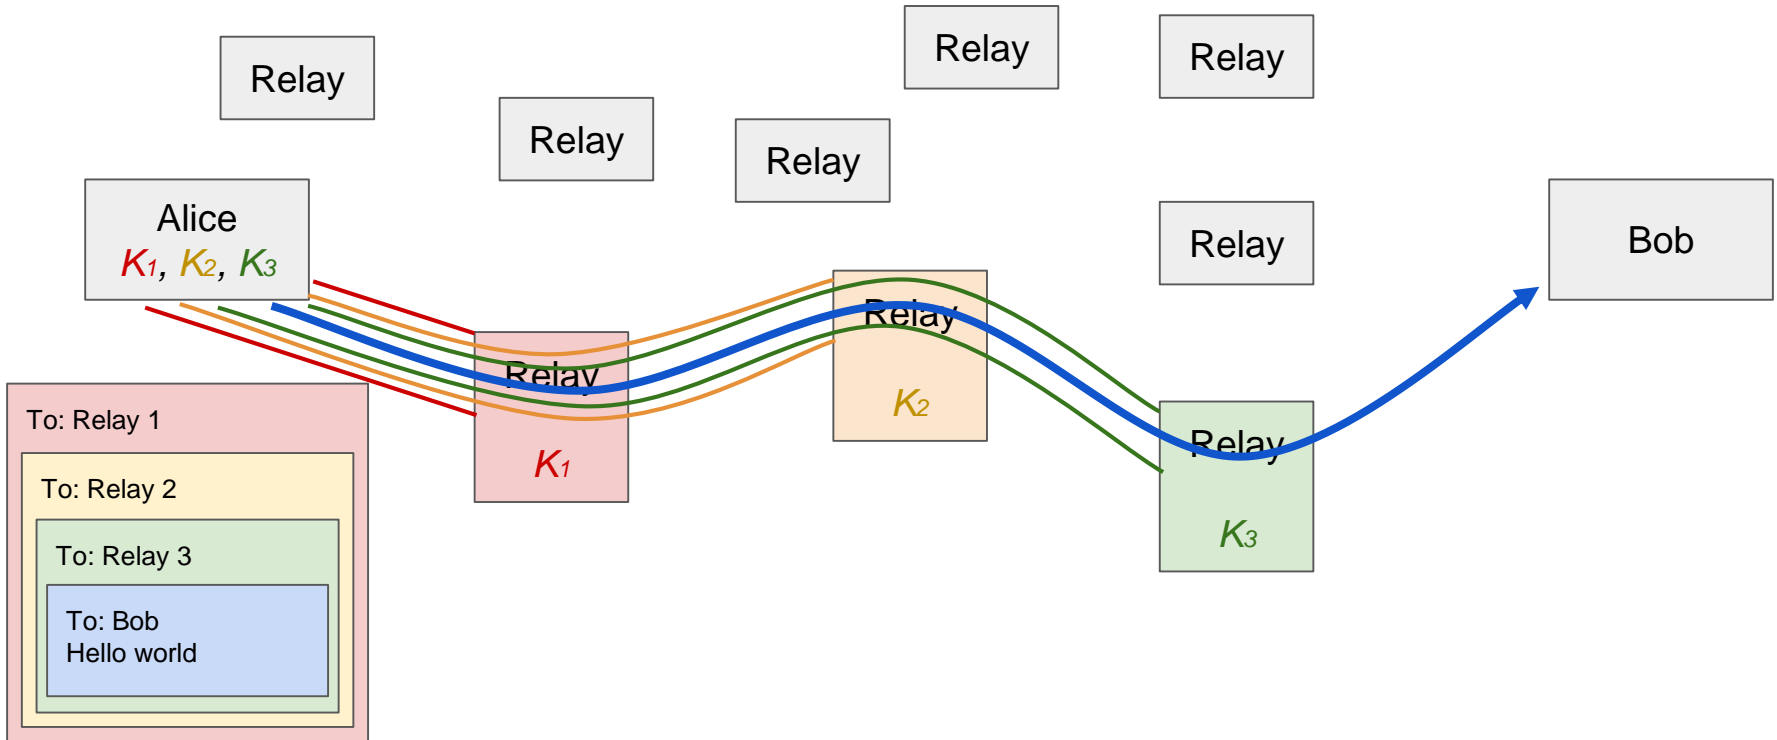 Relay
Relay
Relay
Relay
Relay
Relay
Alice
K1, K2, K3
Bob
Relay
K1
Relay
K2
Relay
K3
To: Relay 1
To: Relay 2
To: Relay 3
To: Bob
Hello world